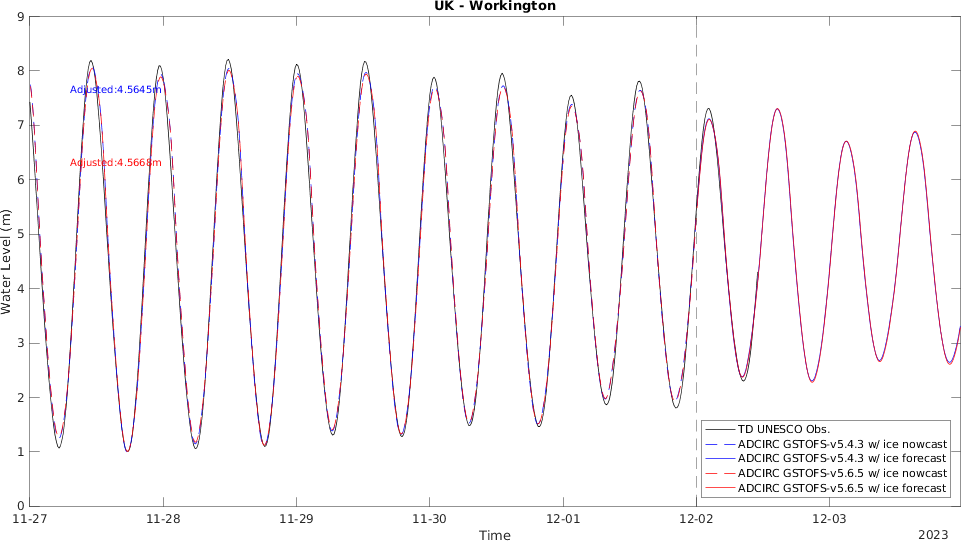 UK - Workington
9
8
7
6
5
4
3
2
1
0
Water Level (m)
Adjusted:4.5645m
Adjusted:4.5668m
TD UNESCO Obs.
ADCIRC GSTOFS-v5.4.3 w/ ice nowcast
ADCIRC GSTOFS-v5.4.3 w/ ice forecast
ADCIRC GSTOFS-v5.6.5 w/ ice nowcast
ADCIRC GSTOFS-v5.6.5 w/ ice forecast
11-27 11-28 11-29 11-30 12-01 12-02 12-03
Time
2023